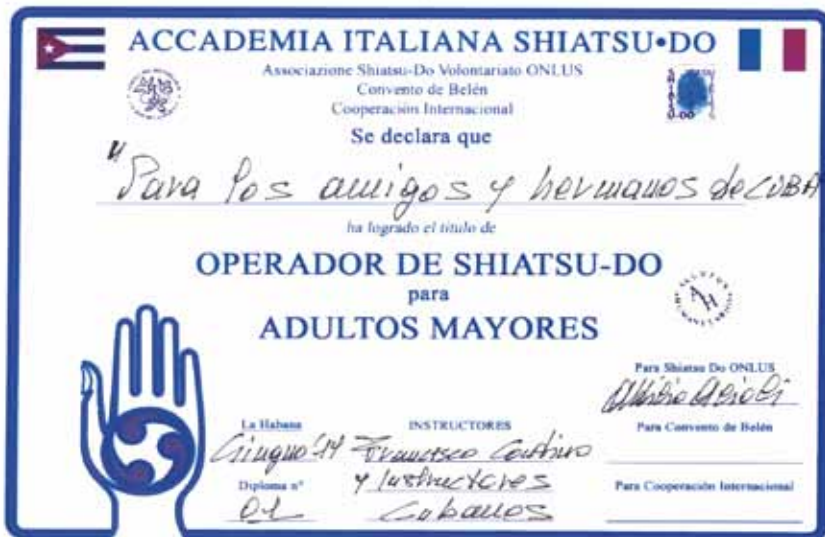 ACCADEMIA ITALIANA SHIATSU•DO
Associazione Shiatsu-Do Volontariato ONLUS
Convento de Belén
Cooperación Internacional
Se declara que
"Para los amigos y hermanos de CUBA
ha logrado el título de
OPERADOR DE SHIATSU-DO
para
ADULTOS MAYORES
Para Shiatsu Do ONLUS
La Habana
INSTRUCTORES
Para Convento de Belén
Giugno '14
Francisco
Diploma nº
y Instructores
Para Cooperación Internacional
01
Cubanos